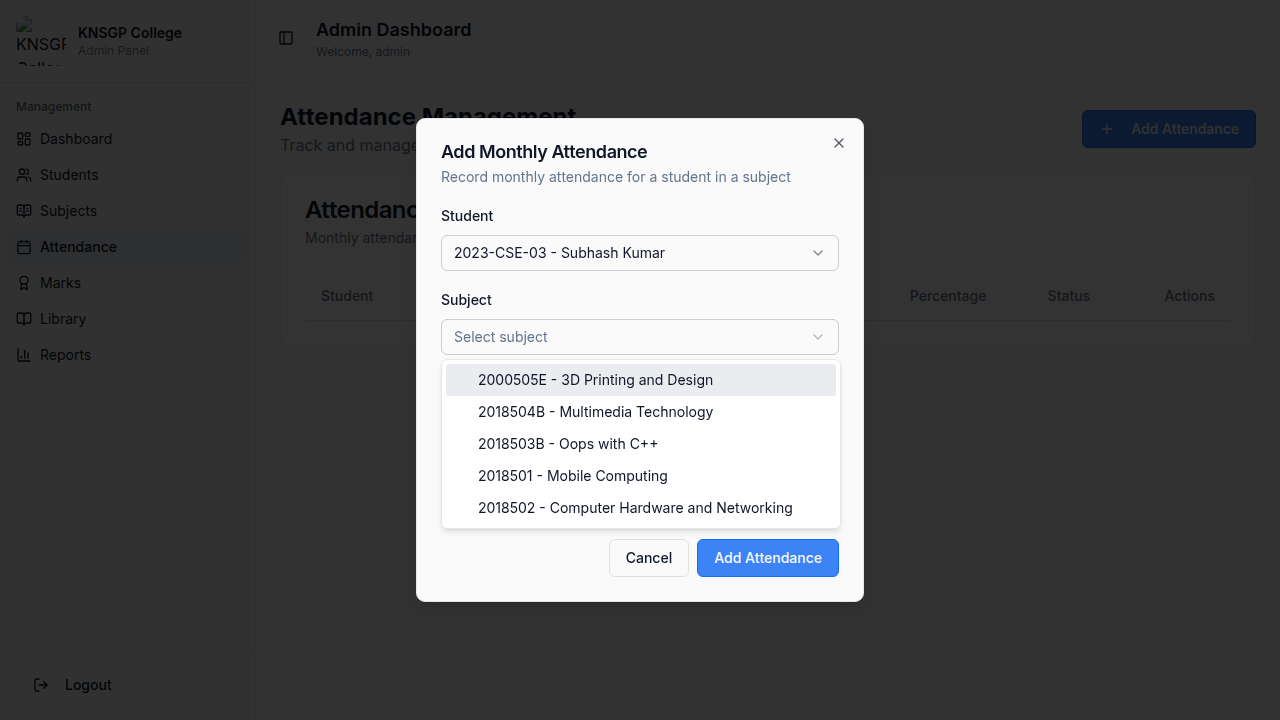 KNSGP
KNSGP College
Admin Panel
Management
Dashboard
Students
Subjects
Attendance
Marks
Library
Reports
Logout
Admin Dashboard
Welcome, admin
Attendance Management
Track and manage
Add Attendance
Monthly
Student
Percentage
Status
Actions
Add Monthly Attendance
Record monthly attendance for a student in a subject
Student
2023-CSE-03 - Subhash Kumar
Subject
Select subject
2000505E - 3D Printing and Design
2018504B - Multimedia Technology
2018503B - Oops with C++
2018501 - Mobile Computing
2018502 - Computer Hardware and Networking
Cancel
Add Attendance